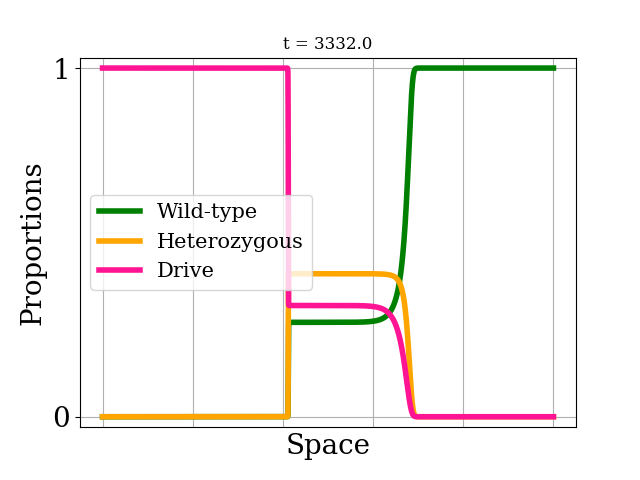 t = 3332.0
1
Proportions
Wild-type
Heterozygous
Drive
0
Space